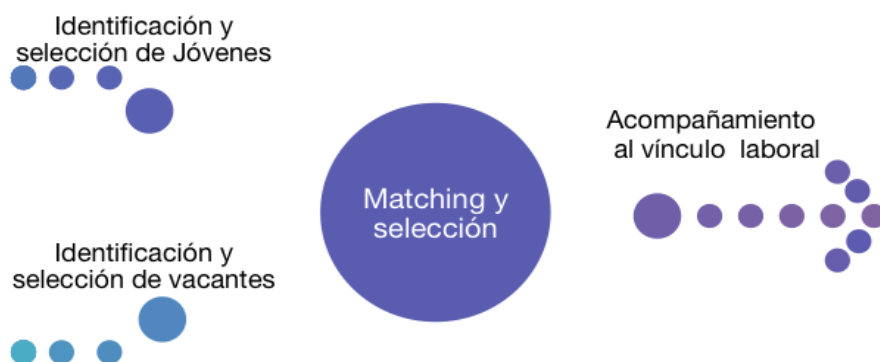 Identificación y
selección de Jóvenes
Identificación y
selección de vacantes
Matching y
selección
Acompañamiento
al vínculo laboral